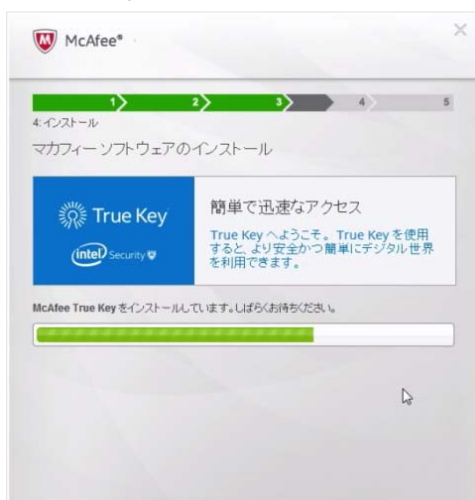 McAfee®
1 2 3 4 5
4: インストール
マカフィー ソフトウェアのインストール
True Key
intel Security
簡単で迅速なアクセス
True Key へようこそ。 True Key を使用
すると、より安全かつ簡単にデジタル世界
を利用できます。
McAfee True Key をインストールしています。しばらくお待ちください。